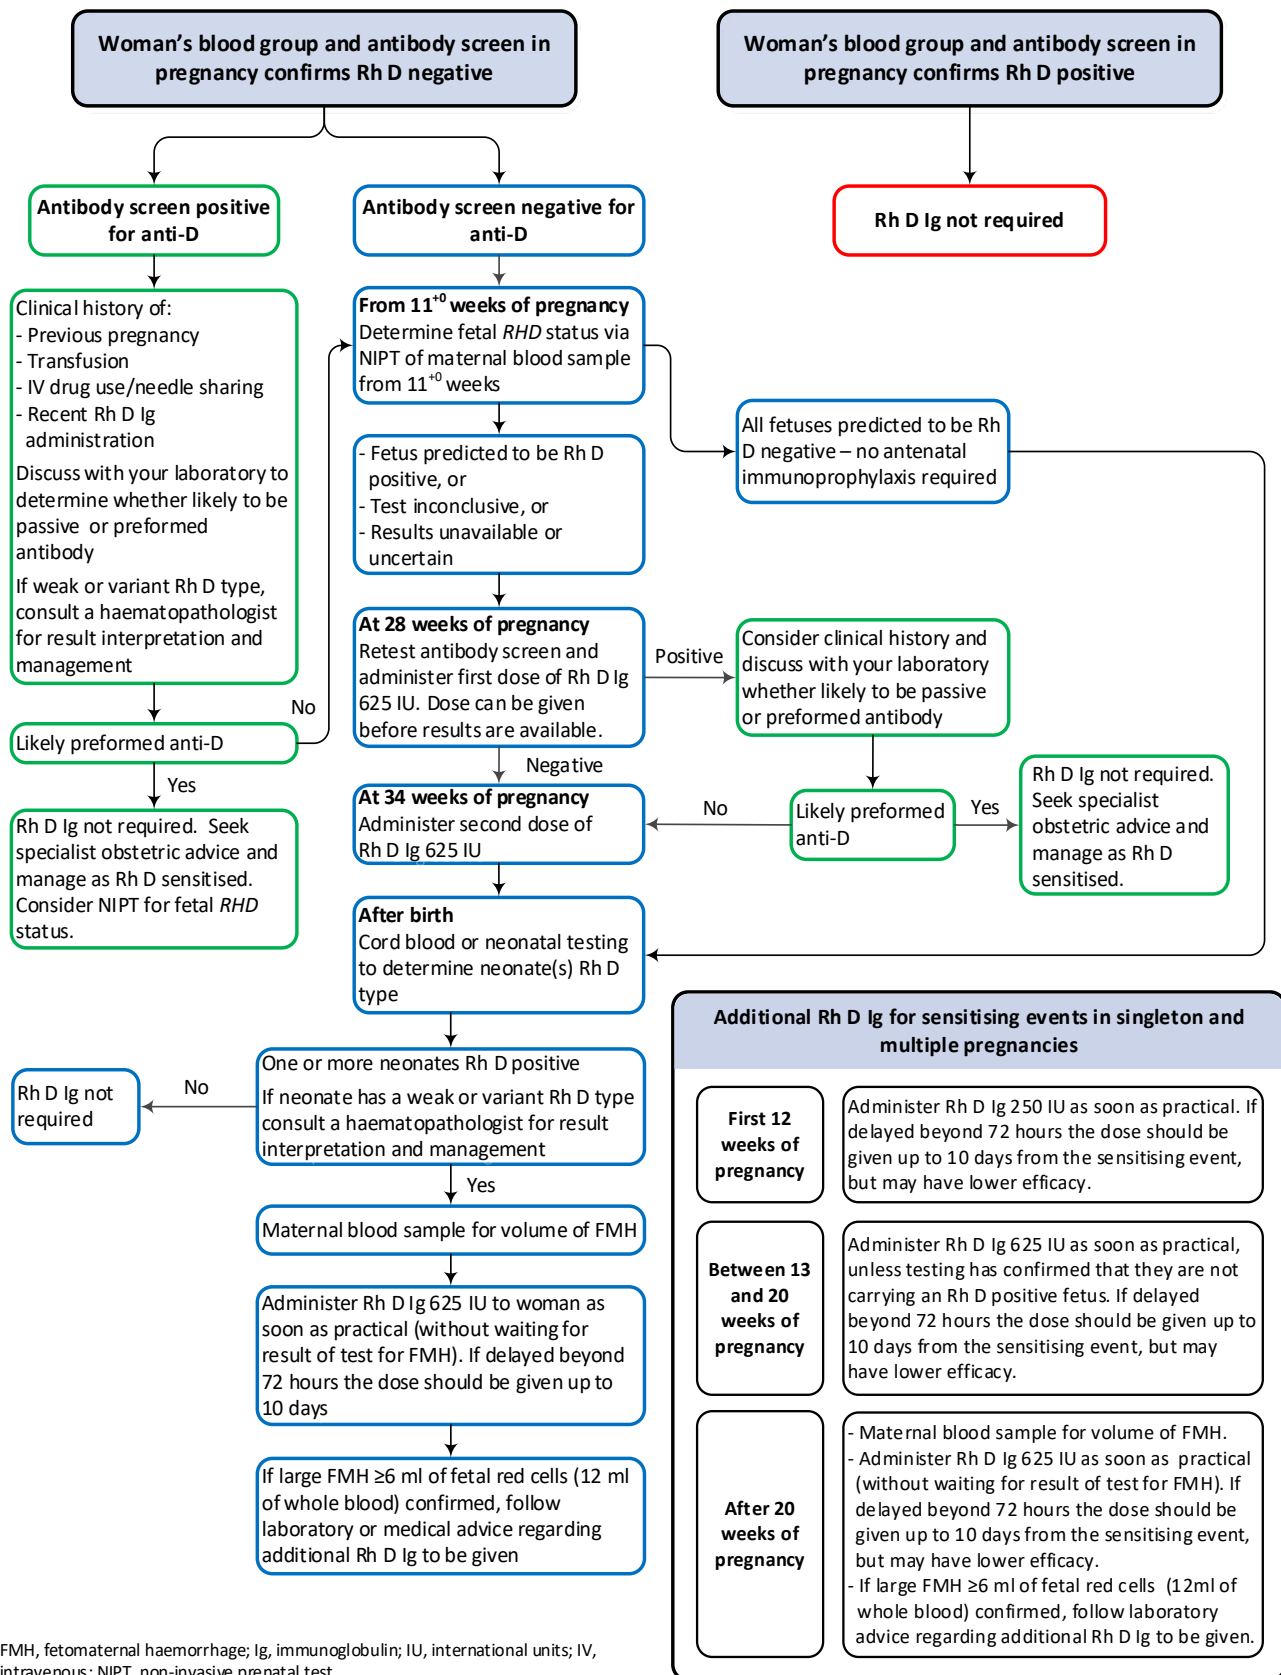 Woman's blood group and antibody screen in
pregnancy confirms Rh D negative
Woman's blood group and antibody screen in
pregnancy confirms Rh D positive
Antibody screen positive
for anti-D
Antibody screen negative for
anti-D
Rh D Ig not required
Clinical history of:
- Previous pregnancy
- Transfusion
- IV drug use/needle sharing
- Recent Rh D Ig
administration
Discuss with your laboratory to
determine whether likely to be
passive or preformed
antibody
If weak or variant Rh D type,
consult a haematopathologist
for result interpretation and
management
From 11⁺⁰ weeks of pregnancy
Determine fetal RHD status via
NIPT of maternal blood sample
from 11⁺⁰ weeks
All fetuses predicted to be Rh
D negative – no antenatal
immunoprophylaxis required
- Fetus predicted to be Rh D
positive, or
- Test inconclusive, or
- Results unavailable or
uncertain
At 28 weeks of pregnancy
Retest antibody screen and
administer first dose of Rh D Ig
625 IU. Dose can be given
before results are available.
Positive
Consider clinical history and
discuss with your laboratory
whether likely to be passive
or preformed antibody
No
Likely preformed anti-D
Yes
Negative
At 34 weeks of pregnancy
Administer second dose of
Rh D Ig 625 IU
No
Likely preformed
anti-D
Yes
Rh D Ig not required.
Seek specialist
obstetric advice and
manage as Rh D
sensitised.
Rh D Ig not required. Seek
specialist obstetric advice and
manage as Rh D sensitised.
Consider NIPT for fetal RHD
status.
After birth
Cord blood or neonatal testing
to determine neonate(s) Rh D
type
One or more neonates Rh D positive
If neonate has a weak or variant Rh D type
consult a haematopathologist for result
interpretation and management
No
Rh D Ig not
required
Yes
Maternal blood sample for volume of FMH
Administer Rh D Ig 625 IU to woman as
soon as practical (without waiting for
result of test for FMH). If delayed beyond
72 hours the dose should be given up to
10 days
If large FMH ≥6 ml of fetal red cells (12 ml
of whole blood) confirmed, follow
laboratory or medical advice regarding
additional Rh D Ig to be given
Additional Rh D Ig for sensitising events in singleton and
multiple pregnancies
First 12
weeks of
pregnancy
Administer Rh D Ig 250 IU as soon as practical. If
delayed beyond 72 hours the dose should be
given up to 10 days from the sensitising event,
but may have lower efficacy.
Between 13
and 20
weeks of
pregnancy
Administer Rh D Ig 625 IU as soon as practical,
unless testing has confirmed that they are not
carrying an Rh D positive fetus. If delayed
beyond 72 hours the dose should be given up to
10 days from the sensitising event, but may
have lower efficacy.
After 20
weeks of
pregnancy
- Maternal blood sample for volume of FMH.
- Administer Rh D Ig 625 IU as soon as practical
(without waiting for result of test for FMH). If
delayed beyond 72 hours the dose should be
given up to 10 days from the sensitising event,
but may have lower efficacy.
- If large FMH ≥6 ml of fetal red cells (12ml of
whole blood) confirmed, follow laboratory
advice regarding additional Rh D Ig to be given.
FMH, fetomaternal haemorrhage; Ig, immunoglobulin; IU, international units; IV,
intravenous; NIPT, non-invasive prenatal test